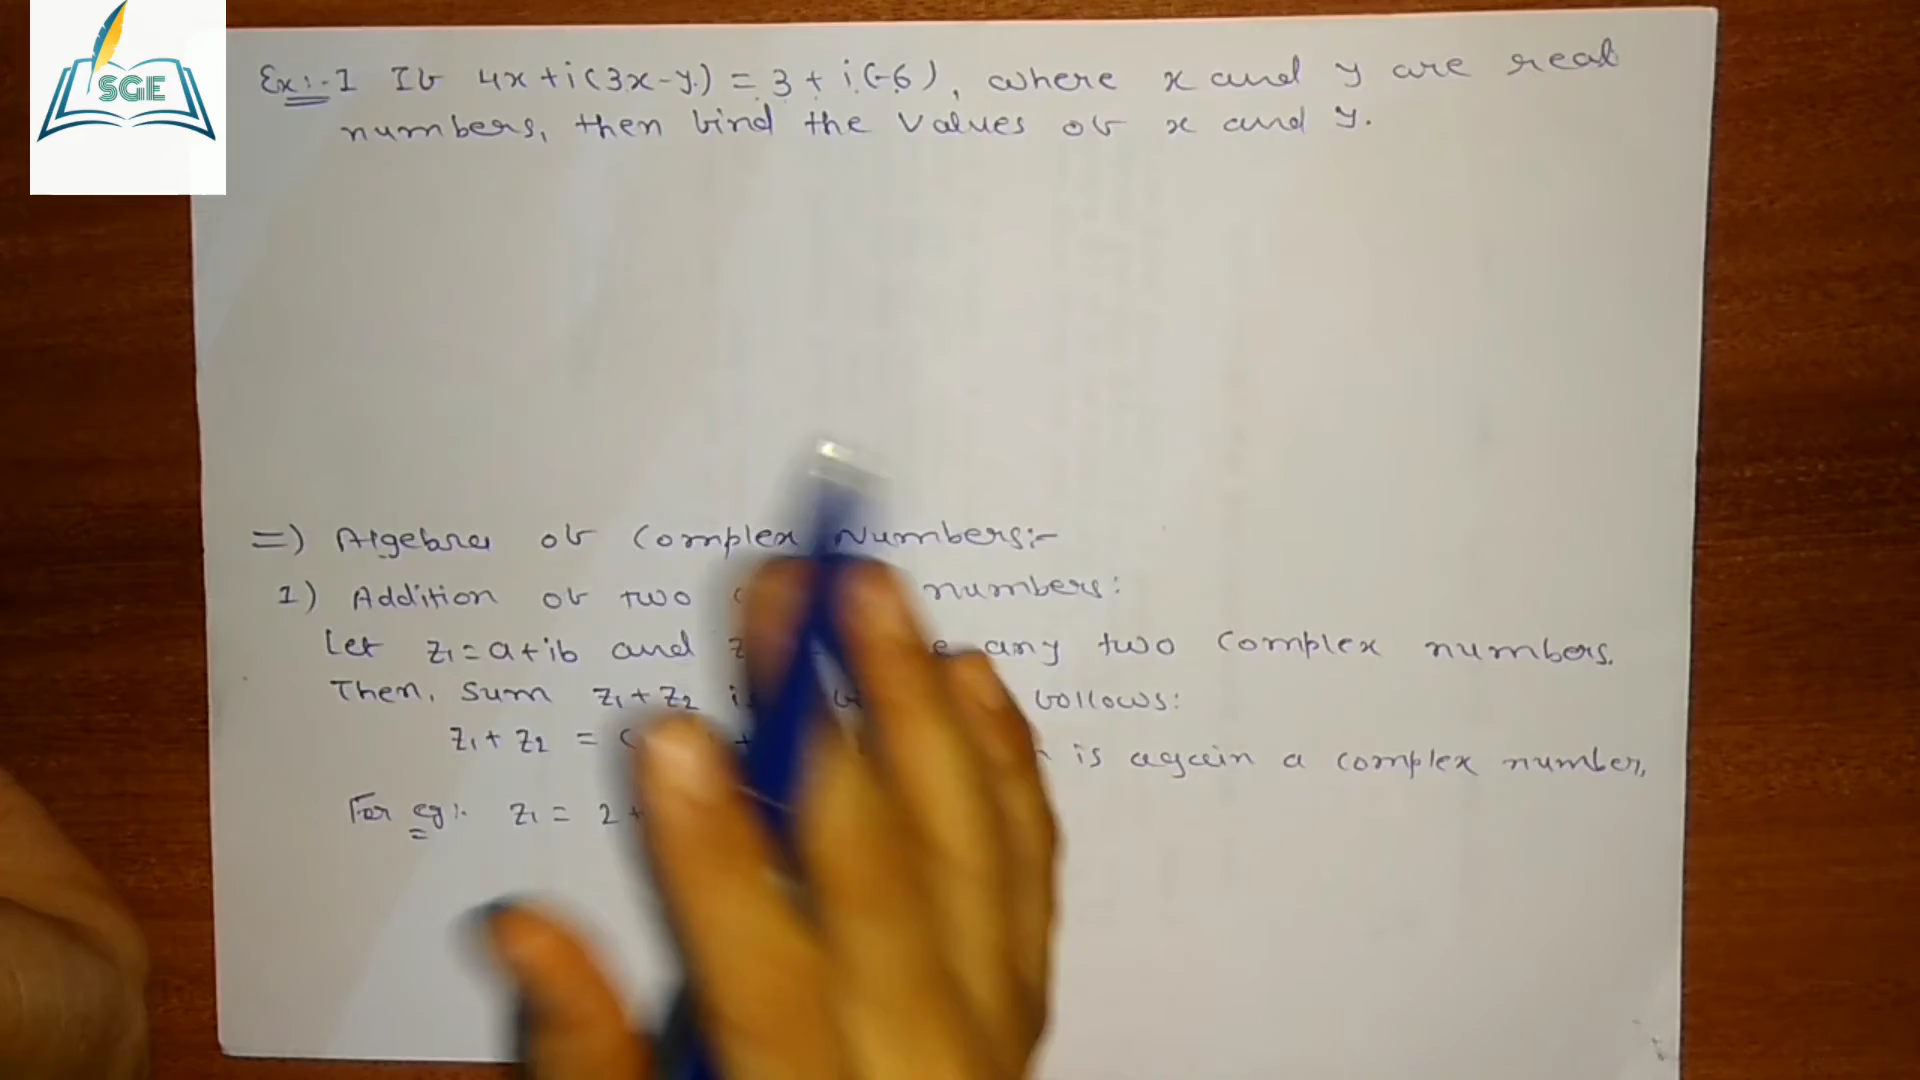 SGE
Ex:-1 If 4x+i(3x-y) = 3 + i(-6), where x and y are real
numbers, then find the values of x and y.
=) Algebra of Complex Numbers:-
1) Addition of two numbers:
Let z₁=a+ib and any two complex numbers.
Then, sum z₁+z₂ follows:
z₁+z₂ = is again a complex number,
For eg:- z₁ = 2+